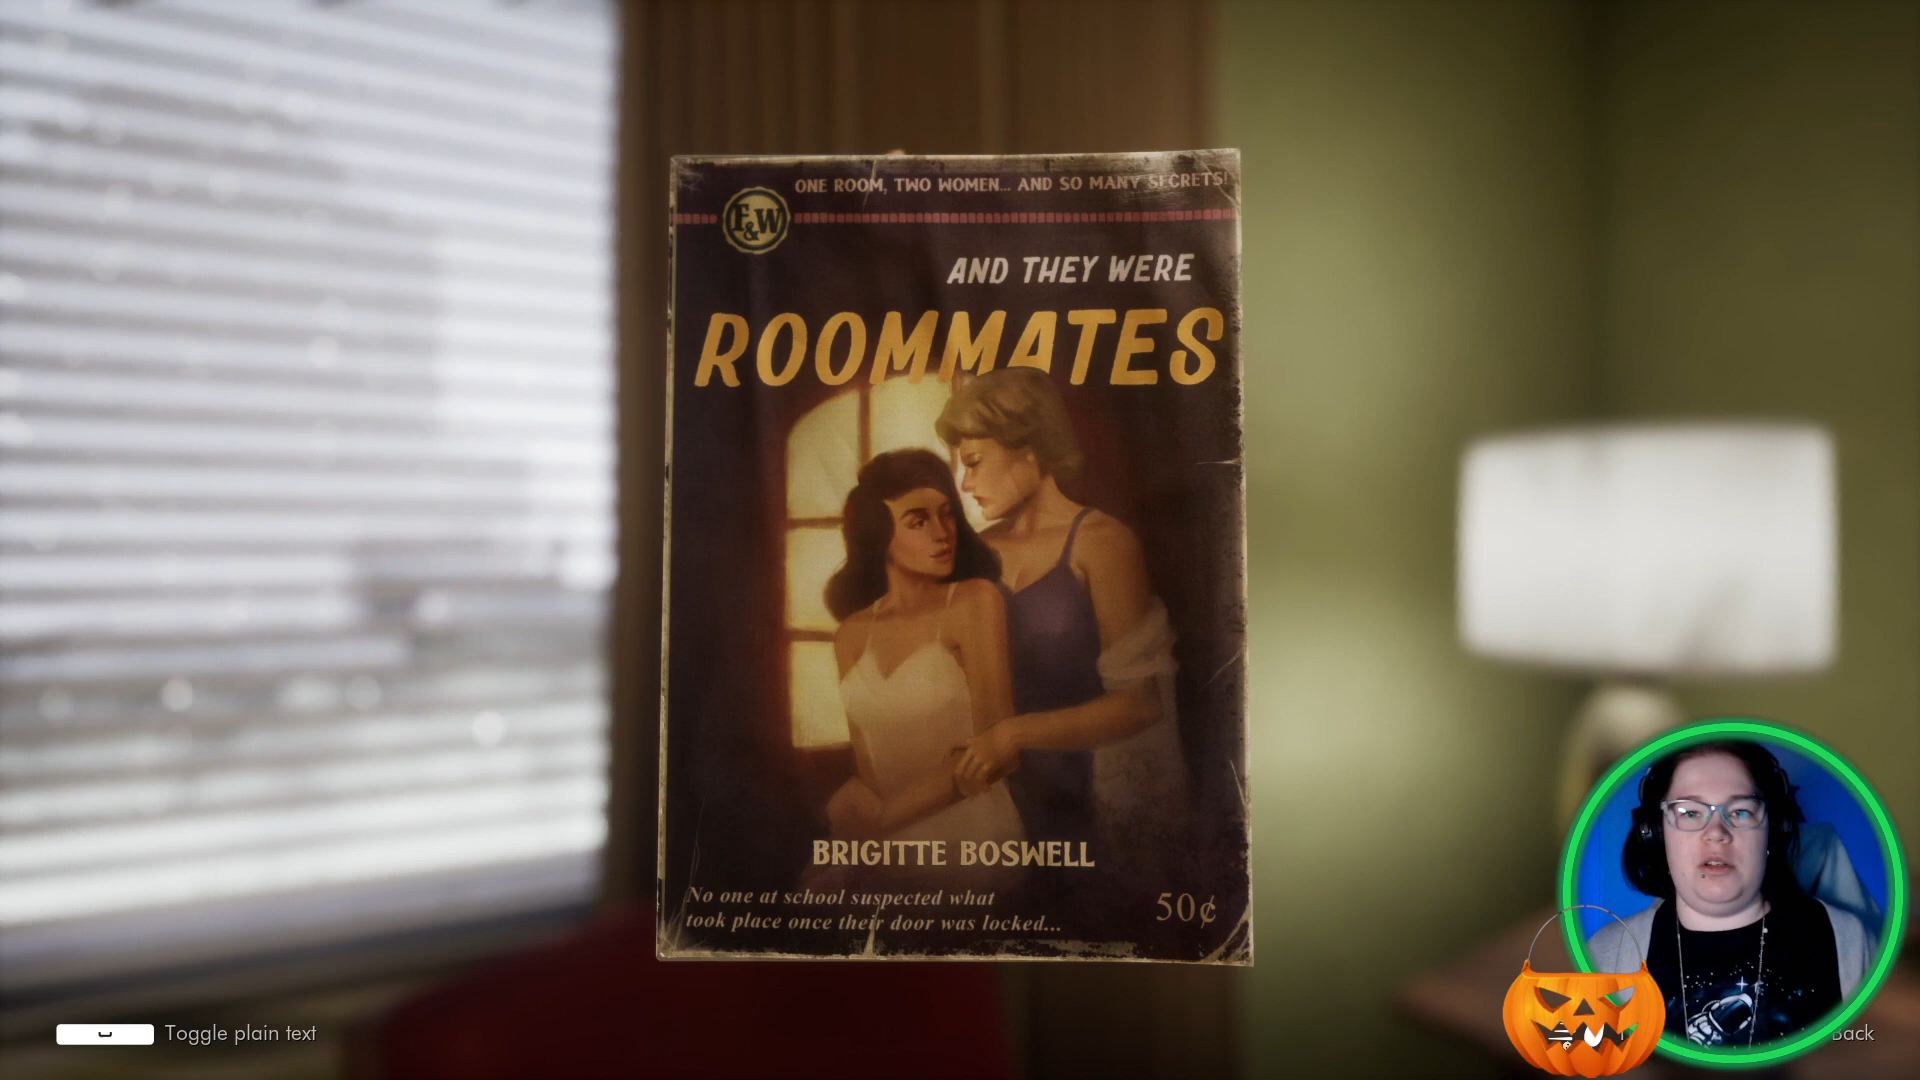 ONE ROOM, TWO WOMEN... AND SO MANY SECRETS!
F&W
AND THEY WERE
ROOMMATES
BRIGITTE BOSWELL
No one at school suspected what
took place once their door was locked...
50¢
Toggle plain text
Back